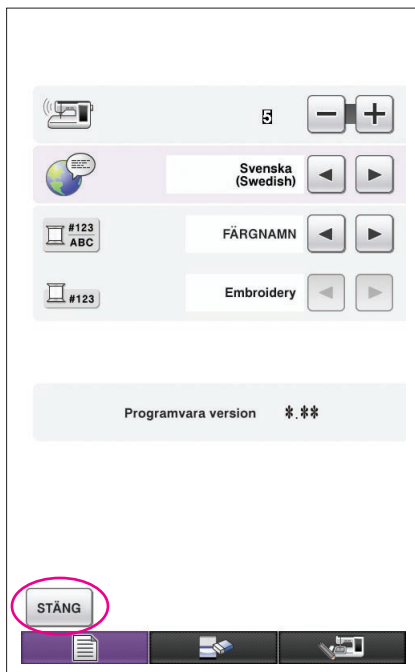 5
Svenska
(Swedish)
#123
ABC
FÄRGNAMN
#123
Embroidery
Programvara version *.**
STÄNG